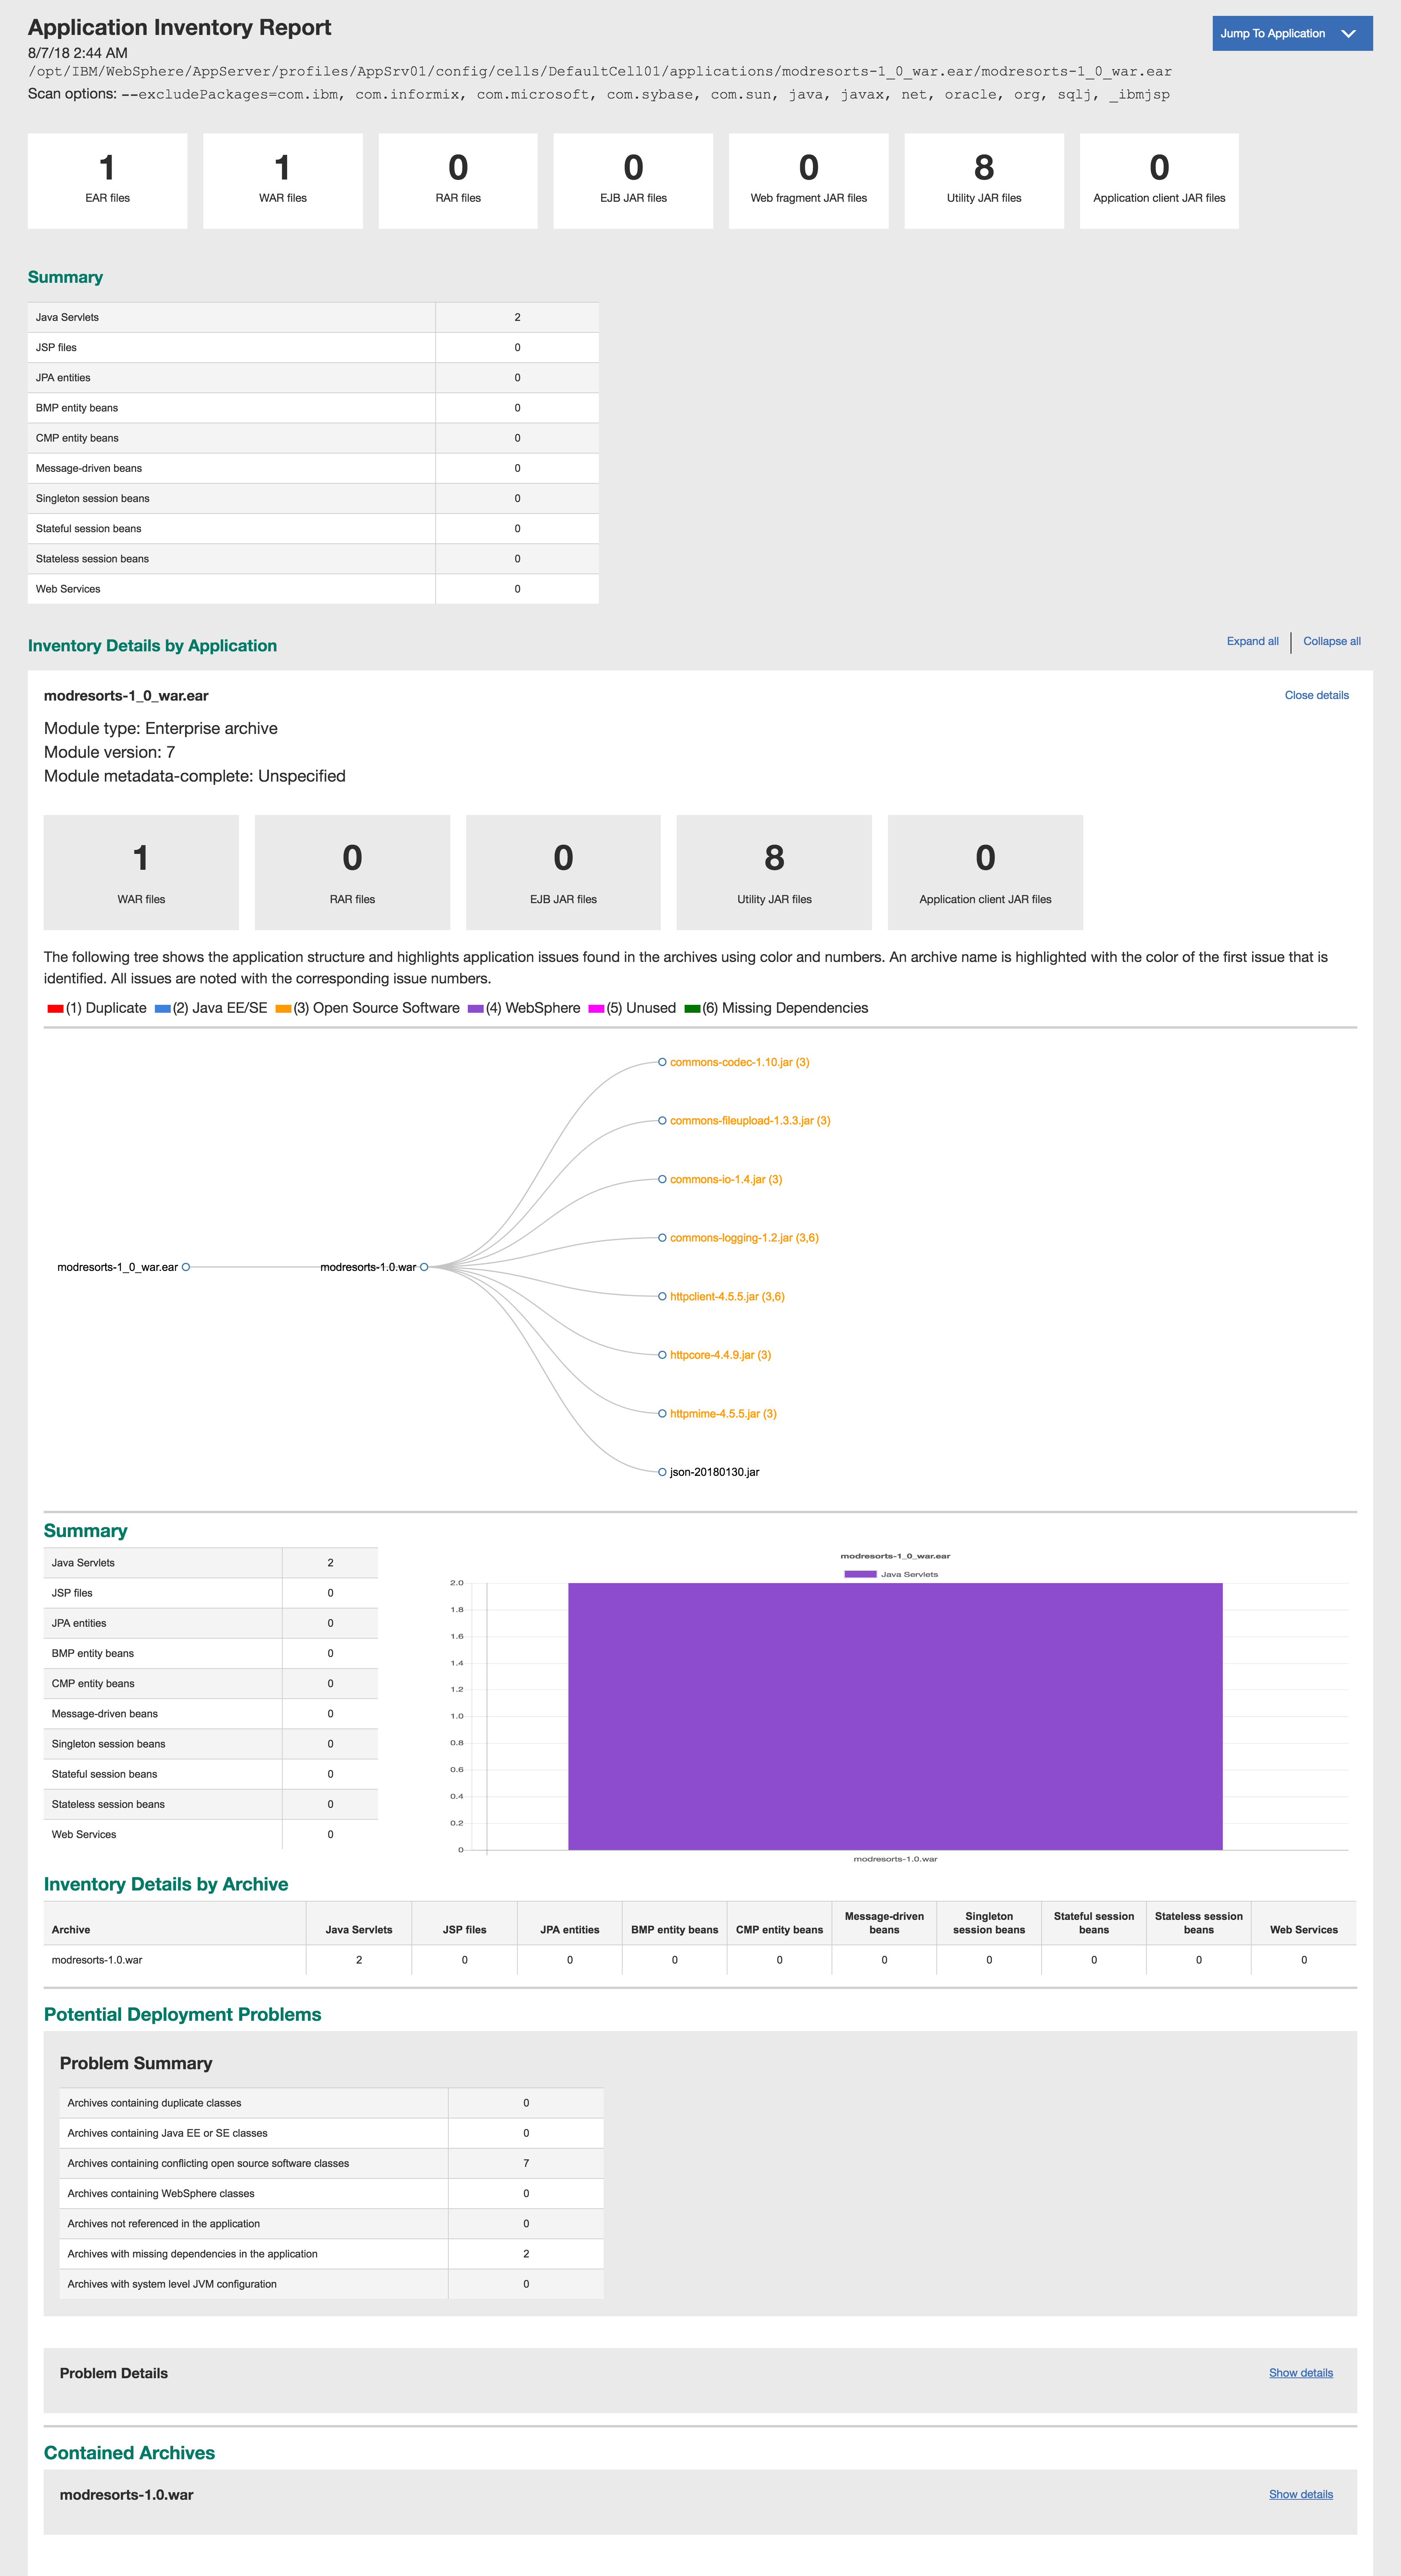 Application Inventory Report
Jump To Application
8/7/18 2:44 AM
/opt/IBM/WebSphere/AppServer/profiles/AppSrv01/config/cells/DefaultCell01/applications/modresorts-1_0_war.ear/modresorts-1_0_war.ear
Scan options: --excludePackages=com.ibm, com.informix, com.microsoft, com.sybase, com.sun, java, javax, net, oracle, org, sqlj, _ibmjsp
1 1 0 0 0 8 0
EAR files WAR files RAR files EJB JAR files Web fragment JAR files Utility JAR files Application client JAR files
Summary
Java Servlets 2
JSP files 0
JPA entities 0
BMP entity beans 0
CMP entity beans 0
Message-driven beans 0
Singleton session beans 0
Stateful session beans 0
Stateless session beans 0
Web Services 0
Inventory Details by Application Expand all Collapse all
modresorts-1_0_war.ear Close details
Module type: Enterprise archive
Module version: 7
Module metadata-complete: Unspecified
1 0 0 8 0
WAR files RAR files EJB JAR files Utility JAR files Application client JAR files
The following tree shows the application structure and highlights application issues found in the archives using color and numbers. An archive name is highlighted with the color of the first issue that is
identified. All issues are noted with the corresponding issue numbers.
(1) Duplicate (2) Java EE/SE (3) Open Source Software (4) WebSphere (5) Unused (6) Missing Dependencies
commons-codec-1.10.jar (3)
commons-fileupload-1.3.3.jar (3)
commons-io-1.4.jar (3)
commons-logging-1.2.jar (3,6)
modresorts-1_0_war.ear modresorts-1.0.war
httpclient-4.5.5.jar (3,6)
httpcore-4.4.9.jar (3)
httpmime-4.5.5.jar (3)
json-20180130.jar
Summary
Java Servlets 2
JSP files 0
JPA entities 0
BMP entity beans 0
CMP entity beans 0
Message-driven beans 0
Singleton session beans 0
Stateful session beans 0
Stateless session beans 0
Web Services 0
modresorts-1_0_war.ear
Java Servlets
2.0
1.8
1.6
1.4
1.2
1.0
0.8
0.6
0.4
0.2
0
modresorts-1.0.war
Inventory Details by Archive
Archive Java Servlets JSP files JPA entities BMP entity beans CMP entity beans Message-driven beans Singleton session beans Stateful session beans Stateless session beans Web Services
modresorts-1.0.war 2 0 0 0 0 0 0 0 0 0
Potential Deployment Problems
Problem Summary
Archives containing duplicate classes 0
Archives containing Java EE or SE classes 0
Archives containing conflicting open source software classes 7
Archives containing WebSphere classes 0
Archives not referenced in the application 0
Archives with missing dependencies in the application 2
Archives with system level JVM configuration 0
Problem Details Show details
Contained Archives
modresorts-1.0.war Show details